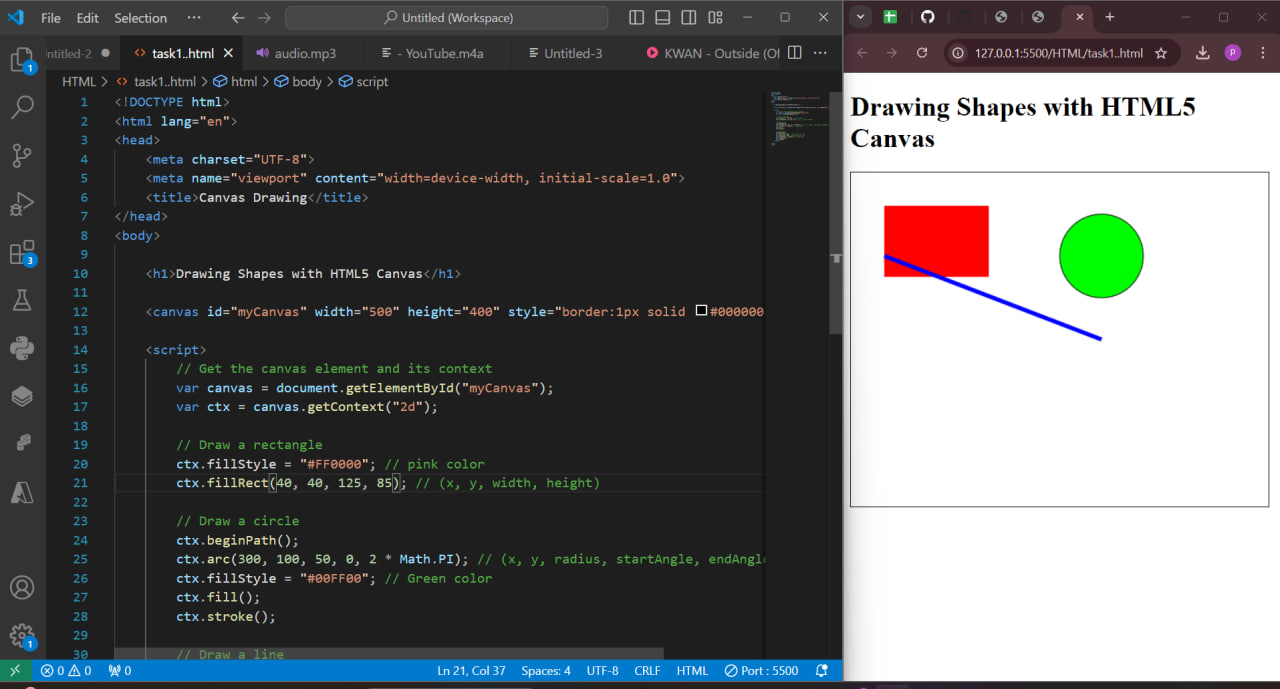 File Edit Selection ··· Untitled (Workspace)
ntitled-2 task1..html audio.mp3 - YouTube.m4a Untitled-3 KWAN - Outside (Of
HTML > task1..html > html > body > script
1 <!DOCTYPE html>
2 <html lang="en">
3 <head>
4 <meta charset="UTF-8">
5 <meta name="viewport" content="width=device-width, initial-scale=1.0">
6 <title>Canvas Drawing</title>
7 </head>
8 <body>
9
10 <h1>Drawing Shapes with HTML5 Canvas</h1>
11
12 <canvas id="myCanvas" width="500" height="400" style="border:1px solid #000000
13
14 <script>
15 // Get the canvas element and its context
16 var canvas = document.getElementById("myCanvas");
17 var ctx = canvas.getContext("2d");
18
19 // Draw a rectangle
20 ctx.fillStyle = "#FF0000"; // pink color
21 ctx.fillRect(40, 40, 125, 85); // (x, y, width, height)
22
23 // Draw a circle
24 ctx.beginPath();
25 ctx.arc(300, 100, 50, 0, 2 * Math.PI); // (x, y, radius, startAngle, endAngle
26 ctx.fillStyle = "#00FF00"; // Green color
27 ctx.fill();
28 ctx.stroke();
29
30 // Draw a line
1
3
1
0 0 0 Ln 21, Col 37 Spaces: 4 UTF-8 CRLF HTML Port : 5500
127.0.0.1:5500/HTML/task1..html p
Drawing Shapes with HTML5
Canvas